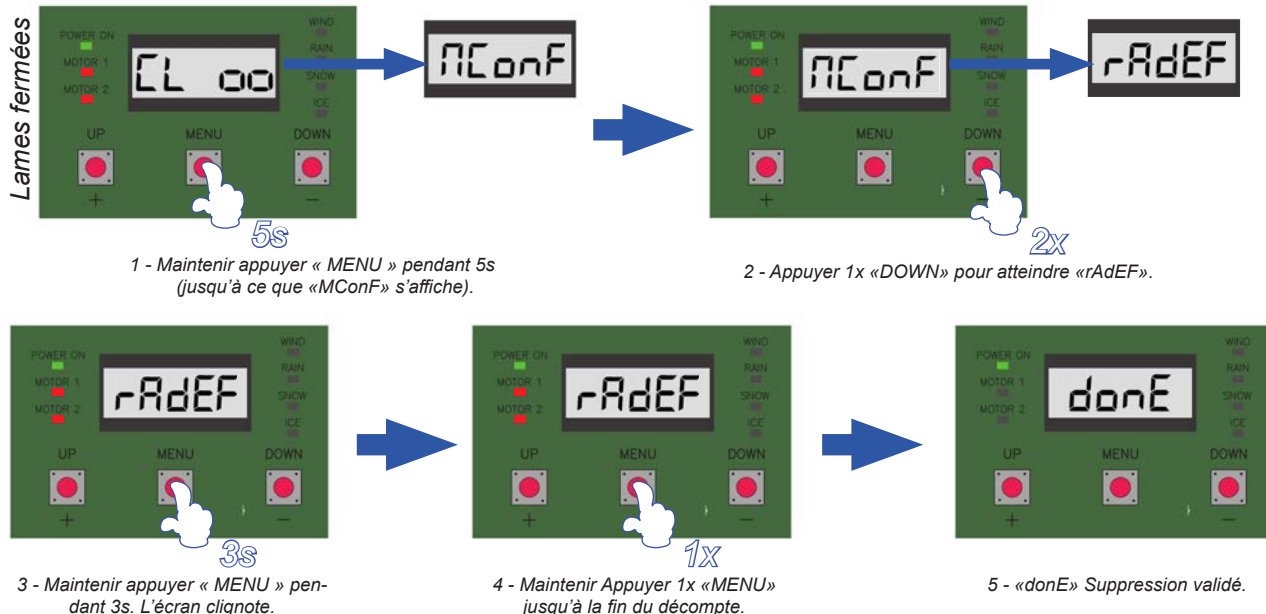 Lames fermées
POWER ON
MOTOR 1
MOTOR 2
CL oo
WIND
RAIN
SNOW
ICE
UP
MENU
DOWN
+
−
5s
MConF
1 - Maintenir appuyer « MENU » pendant 5s
(jusqu'à ce que «MConF» s'affiche).
POWER ON
MOTOR 1
MOTOR 2
MConF
WIND
RAIN
SNOW
ICE
UP
MENU
DOWN
+
−
2x
rAdEF
2 - Appuyer 1x «DOWN» pour atteindre «rAdEF».
POWER ON
MOTOR 1
MOTOR 2
rAdEF
WIND
RAIN
SNOW
ICE
UP
MENU
DOWN
+
−
3s
3 - Maintenir appuyer « MENU » pen-
dant 3s. L'écran clignote.
POWER ON
MOTOR 1
MOTOR 2
rAdEF
WIND
RAIN
SNOW
ICE
UP
MENU
DOWN
+
−
1x
4 - Maintenir Appuyer 1x «MENU»
jusqu'à la fin du décompte.
POWER ON
MOTOR 1
MOTOR 2
donE
WIND
RAIN
SNOW
ICE
UP
MENU
DOWN
+
−
5 - «donE» Suppression validé.